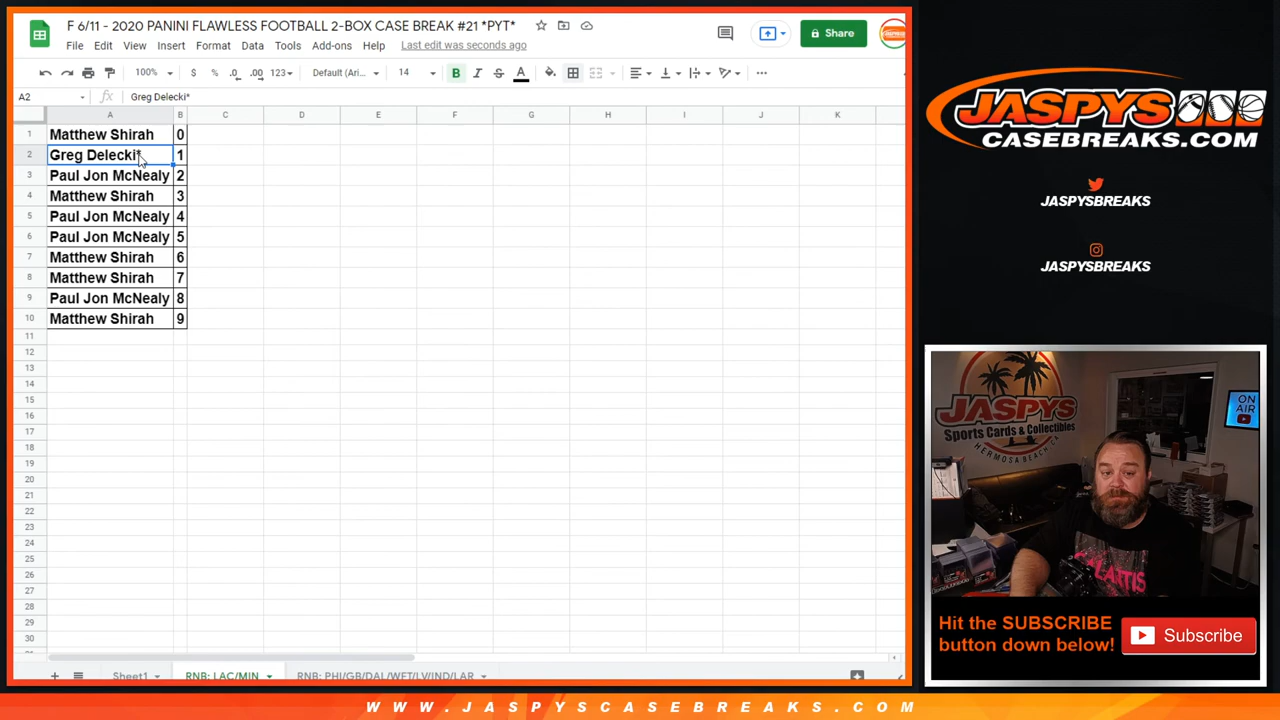 F 6/11 - 2020 PANINI FLAWLESS FOOTBALL 2-BOX CASE BREAK #21 *PYT*
File Edit View Insert Format Data Tools Add-ons Help Last edit was seconds ago
Share
100% $ % .0 .00 123 Default (Ari... 14 B I S A
A2 fx Greg Delecki*
A B C D E F G H I J K
1 Matthew Shirah 0
2 Greg Delecki* 1
3 Paul Jon McNealy 2
4 Matthew Shirah 3
5 Paul Jon McNealy 4
6 Paul Jon McNealy 5
7 Matthew Shirah 6
8 Matthew Shirah 7
9 Paul Jon McNealy 8
10 Matthew Shirah 9
11
12
13
14
15
16
17
18
19
20
21
22
23
24
25
26
27
28
29
30
Sheet1 RNB: LAC/MIN RNB: PHI/GB/DAL/WFT/LV/IND/LAR
JASPYS
CASEBREAKS.COM
JASPYSBREAKS
JASPYSBREAKS
JASPYS
Sports Cards & Collectibles
HERMOSA BEACH, CA
ON
AIR
Hit the SUBSCRIBE
button down below!
Subscribe
WWW.JASPYSCASEBREAKS.COM